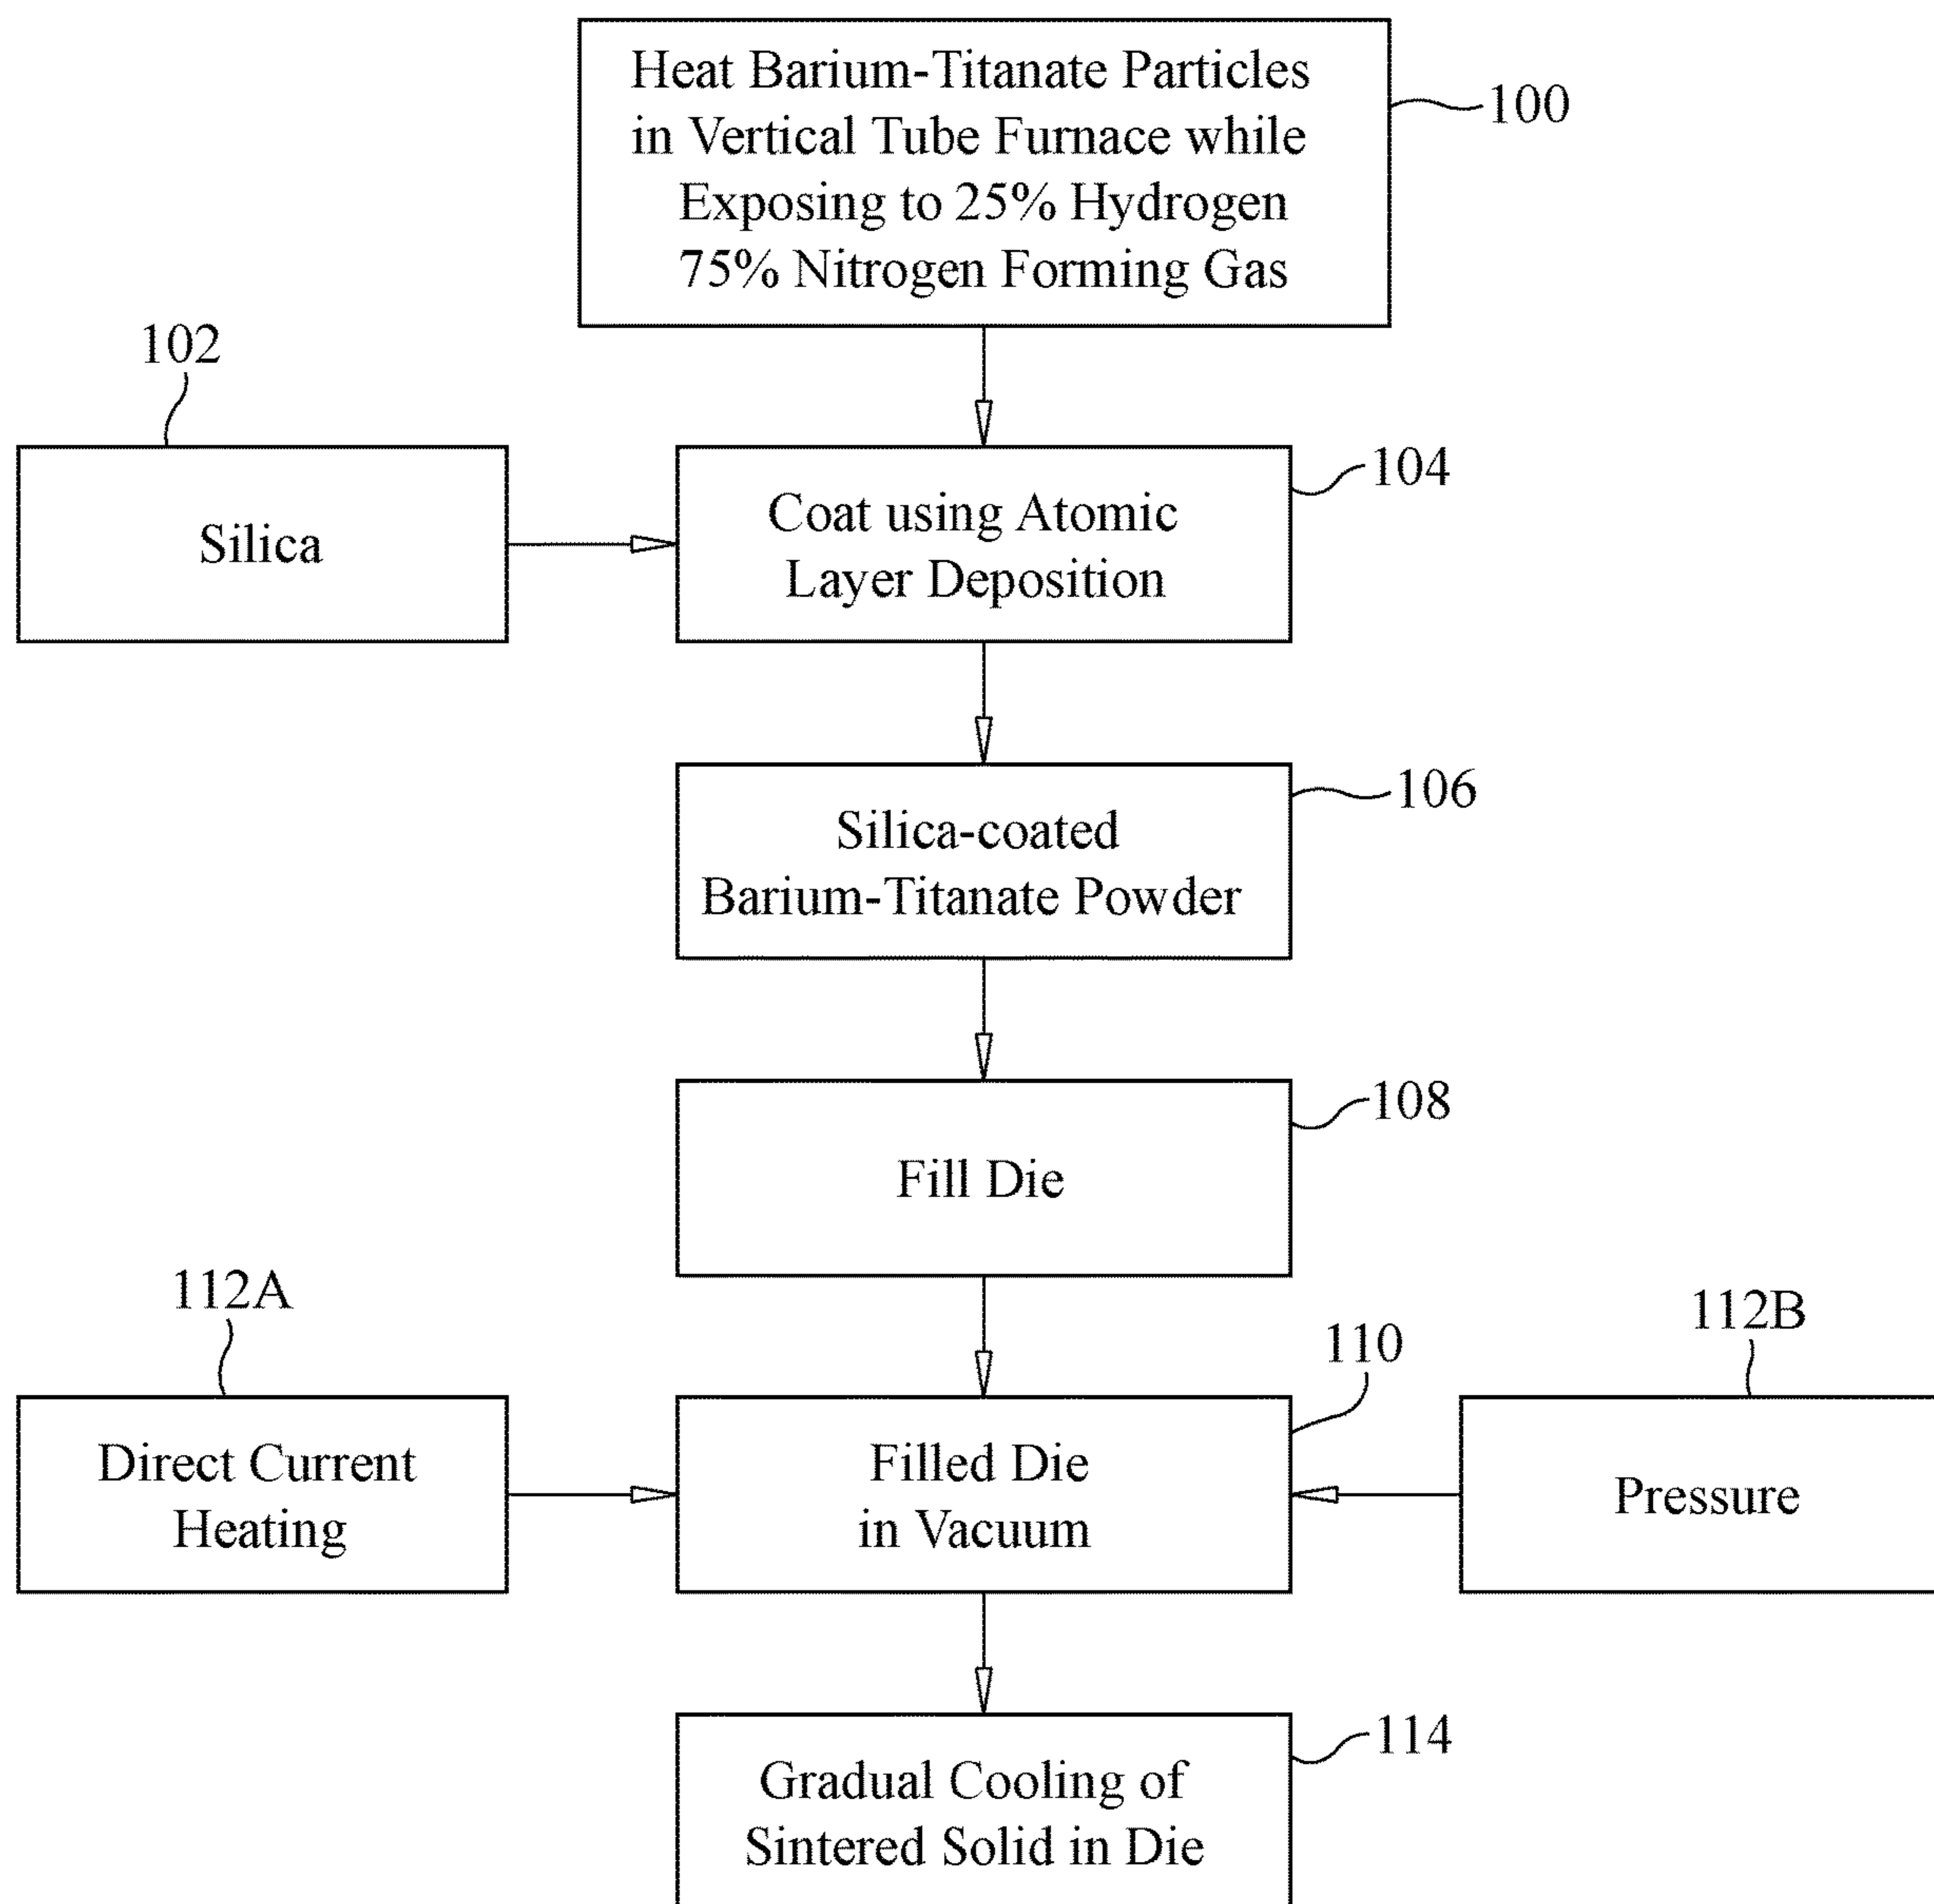 Heat Barium-Titanate Particles
in Vertical Tube Furnace while
Exposing to 25% Hydrogen
75% Nitrogen Forming Gas
100
102
Silica
104
Coat using Atomic
Layer Deposition
106
Silica-coated
Barium-Titanate Powder
108
Fill Die
112A
Direct Current
Heating
110
Filled Die
in Vacuum
112B
Pressure
114
Gradual Cooling of
Sintered Solid in Die